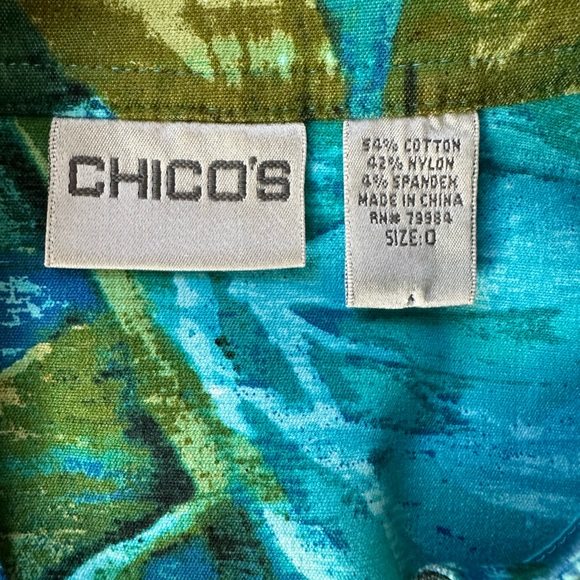 CHICO'S
54% COTTON
42% NYLON
4% SPANDEX
MADE IN CHINA
RN# 79984
SIZE: 0